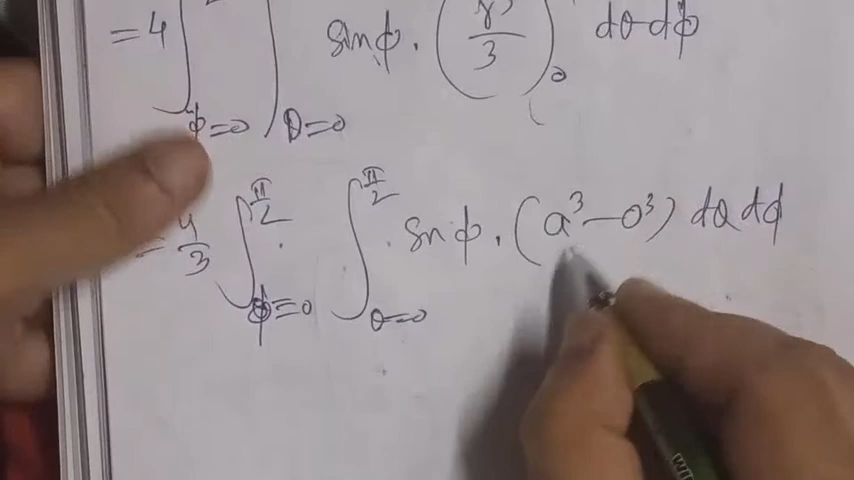 = 4 ∫ ∫ sinϕ . (r³/3)₀ dθ dϕ
ϕ=0 θ=0
= 4/3 ∫_{ϕ=0}^{π/2} ∫_{θ=0}^{π/2} sinϕ . (a³ − 0³) dθ dϕ